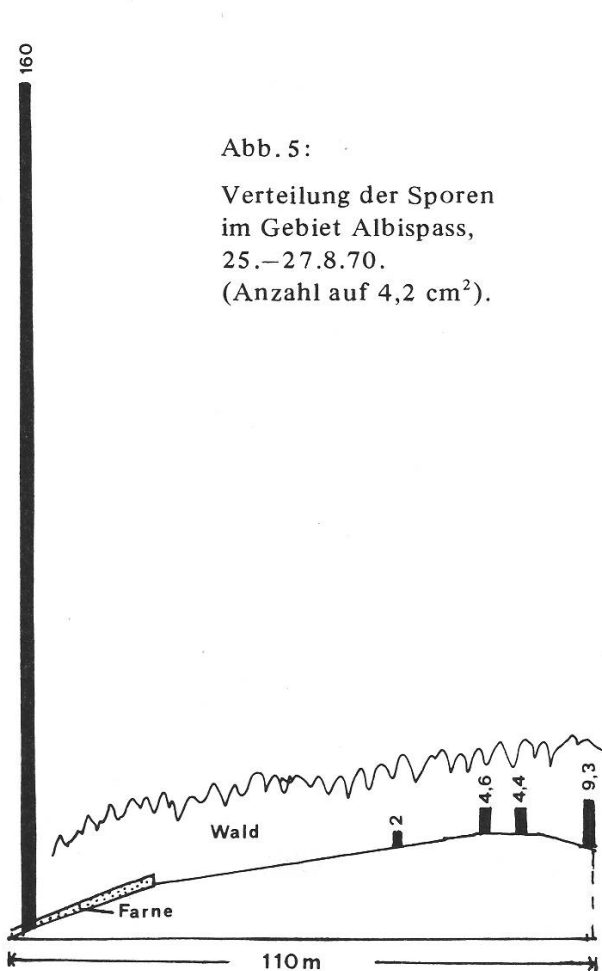 160
Abb. 5:
Verteilung der Sporen
im Gebiet Albispass,
25.–27.8.70.
(Anzahl auf 4,2 cm²).
Wald
2
4,6
4,4
9,3
Farne
110 m